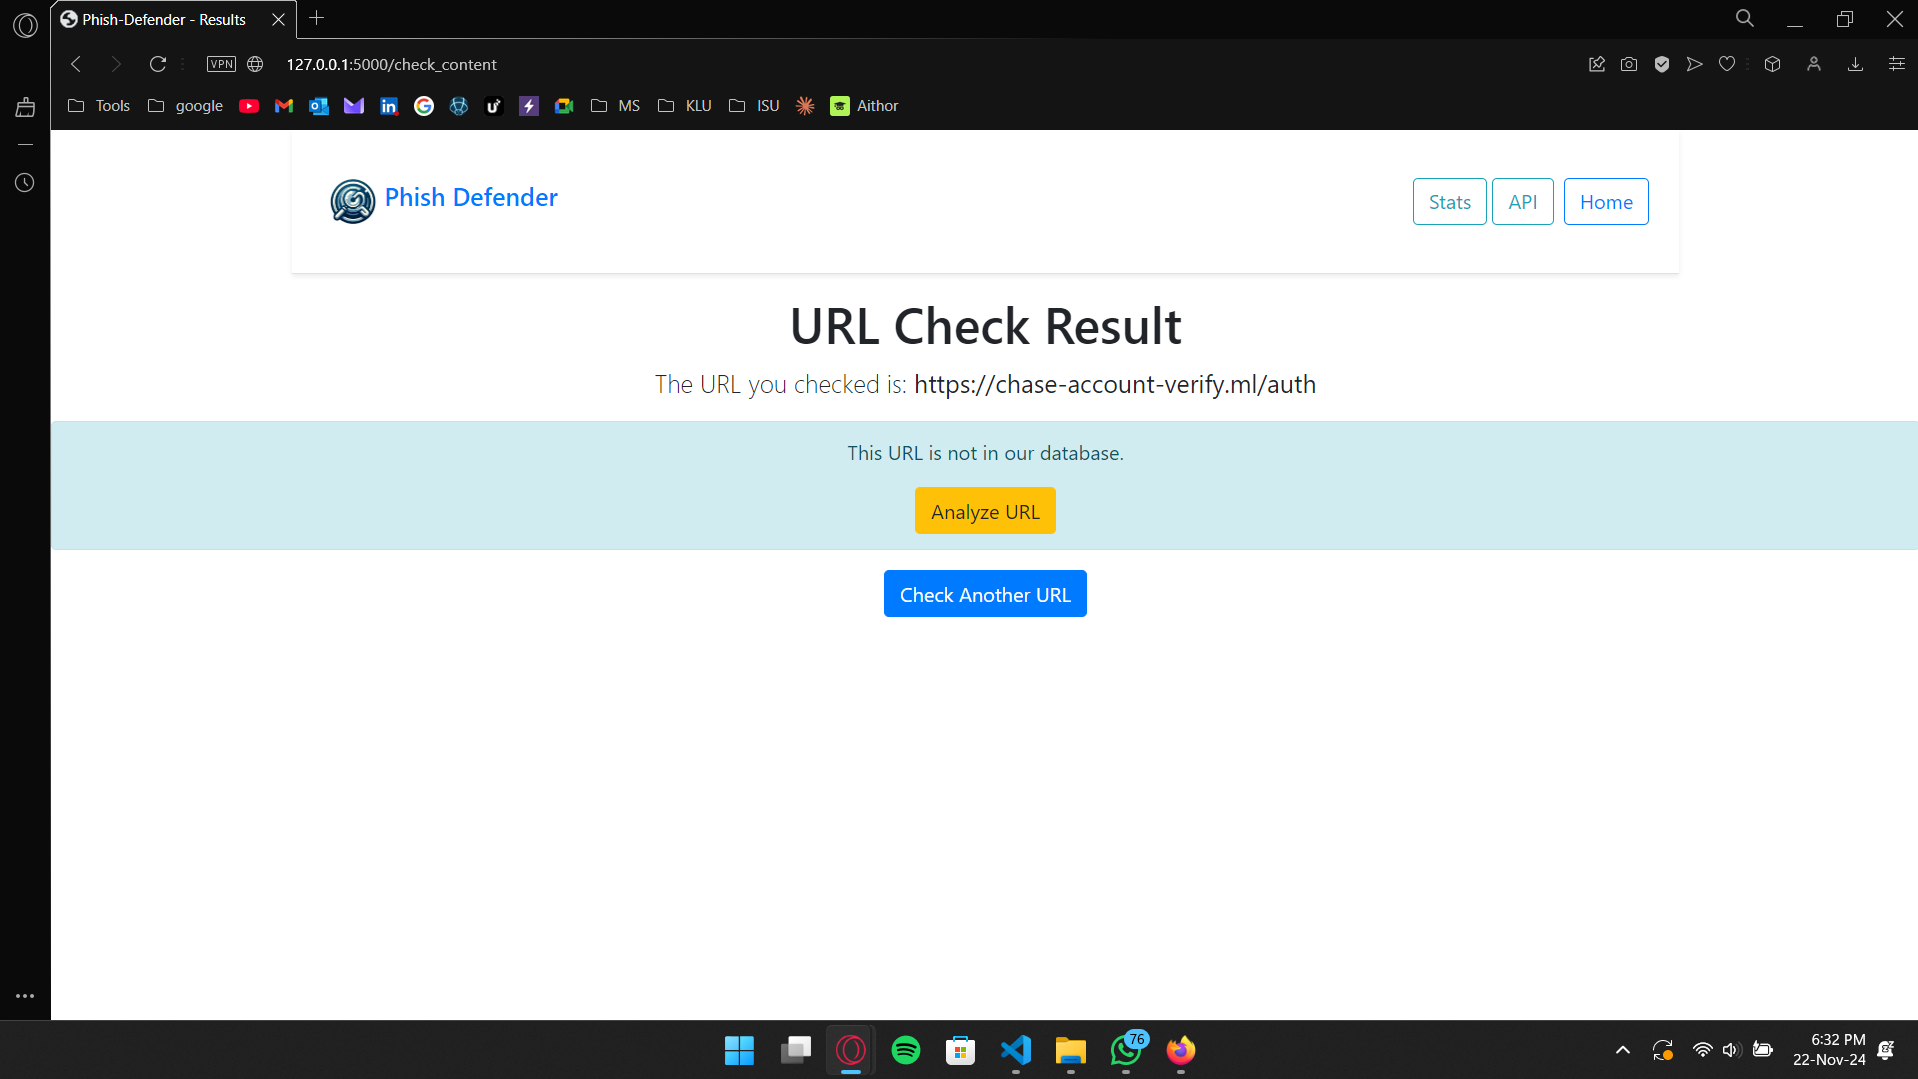 Phish-Defender - Results
VPN
127.0.0.1:5000/check_content
Tools
google
MS
KLU
ISU
Aithor
Phish Defender
Stats
API
Home
URL Check Result
The URL you checked is: https://chase-account-verify.ml/auth
This URL is not in our database.
Analyze URL
Check Another URL
76
6:32 PM
22-Nov-24